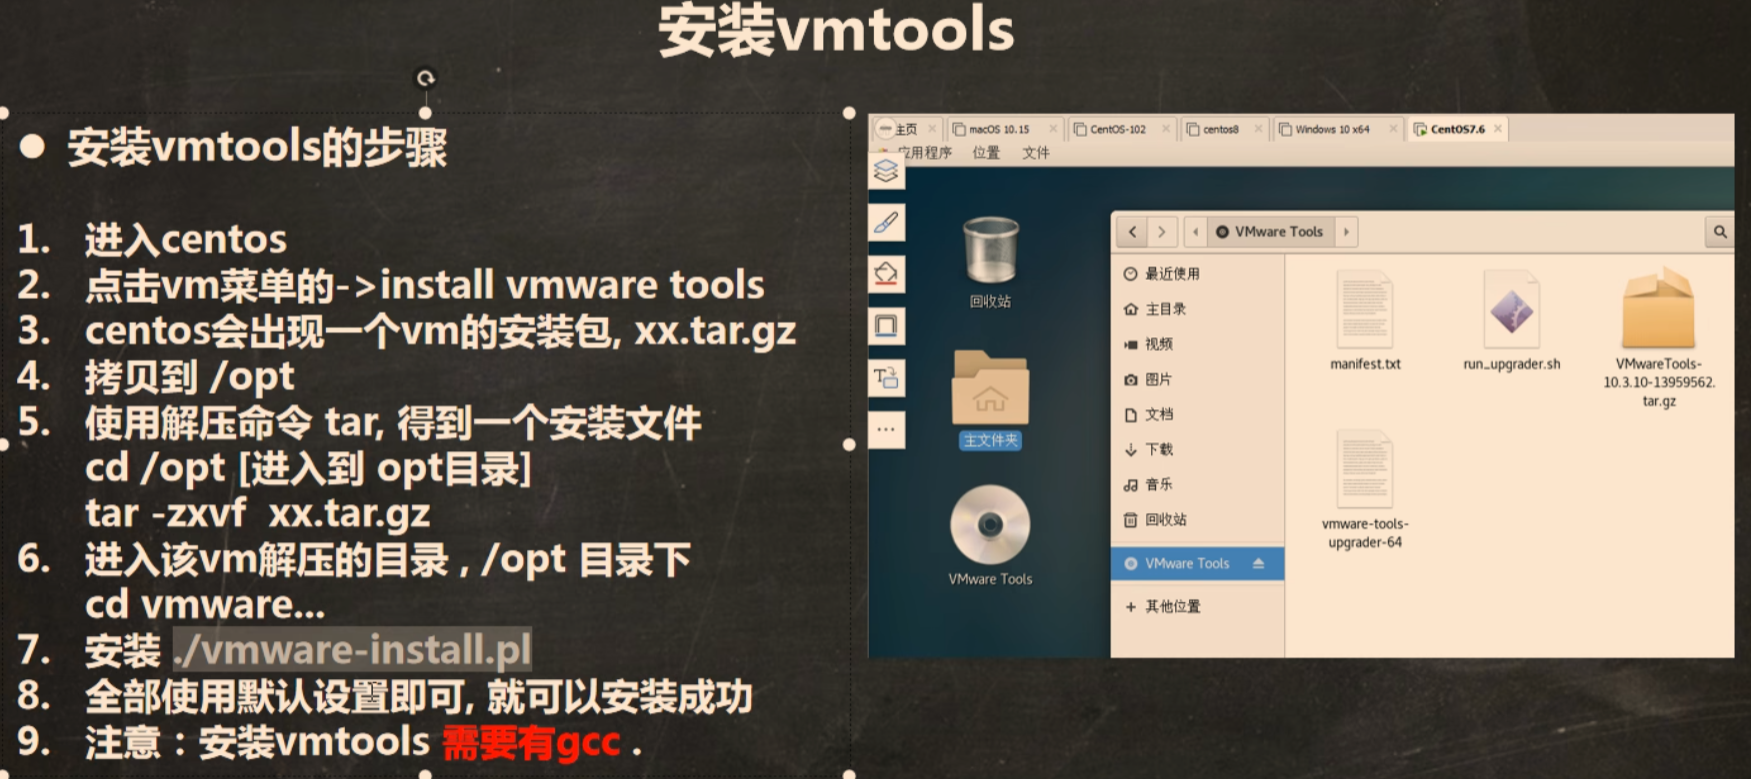 安装vmtools
● 安装vmtools的步骤
1. 进入centos
2. 点击vm菜单的->install vmware tools
3. centos会出现一个vm的安装包, xx.tar.gz
4. 拷贝到 /opt
5. 使用解压命令 tar, 得到一个安装文件
cd /opt [进入到 opt目录]
tar -zxvf xx.tar.gz
6. 进入该vm解压的目录 , /opt 目录下
cd vmware...
7. 安装 ./vmware-install.pl
8. 全部使用默认设置即可, 就可以安装成功
9. 注意：安装vmtools 需要有gcc .
主页 macOS 10.15 CentOS-102 centos8 Windows 10 x64 CentOS7.6
应用程序 位置 文件
回收站
主文件夹
VMware Tools
VMware Tools
最近使用
主目录
视频
图片
文档
下载
音乐
回收站
VMware Tools
其他位置
manifest.txt
run_upgrader.sh
VMwareTools-
10.3.10-13959562.
tar.gz
vmware-tools-
upgrader-64